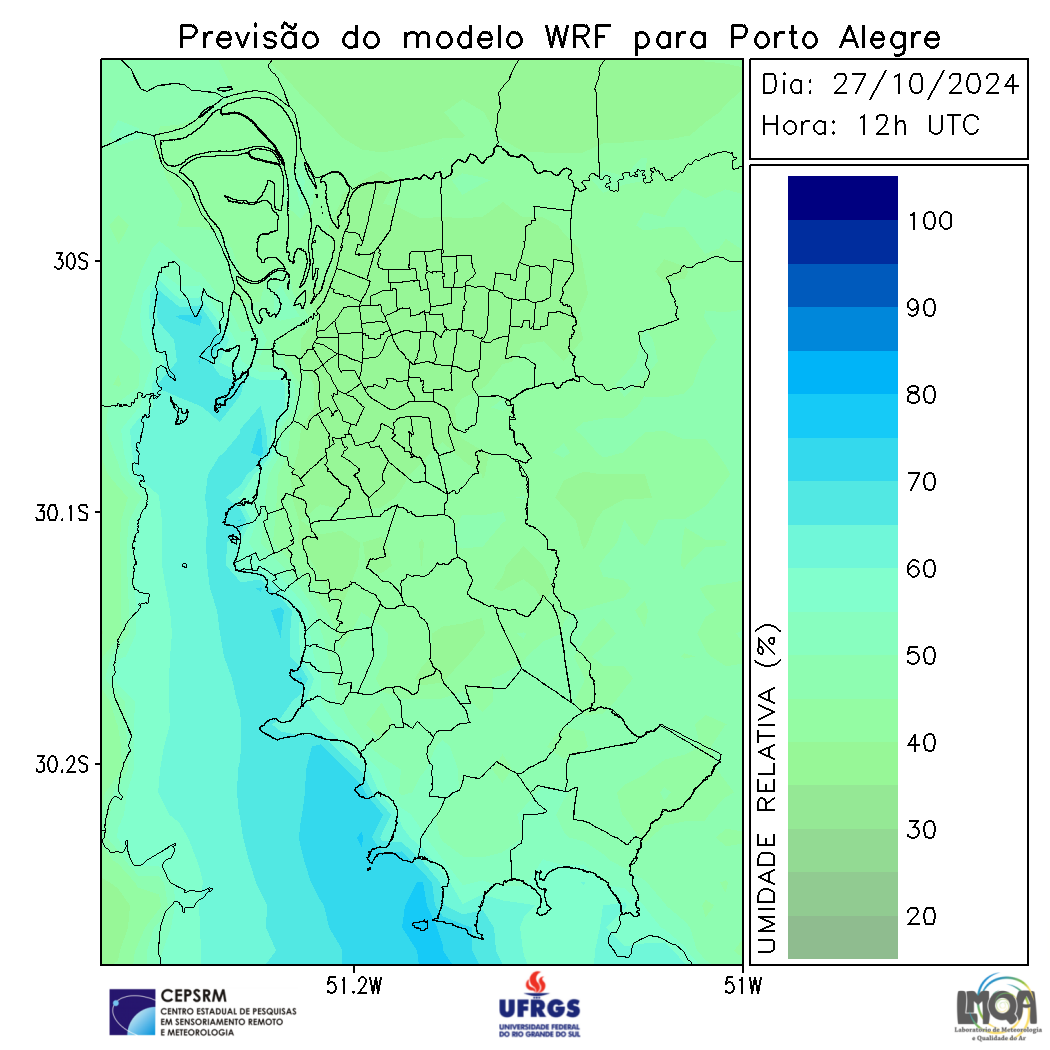 Previsão do modelo WRF para Porto Alegre
Dia: 27/10/2024
Hora: 12h UTC
30S
30.1S
30.2S
51.2W
51W
100
90
80
70
60
50
40
30
20
UMIDADE RELATIVA (%)
CEPSRM
CENTRO ESTADUAL DE PESQUISAS
EM SENSORIAMENTO REMOTO
E METEOROLOGIA
UFRGS
UNIVERSIDADE FEDERAL
DO RIO GRANDE DO SUL
LMQA
Laboratório de Meteorologia
e Qualidade do Ar